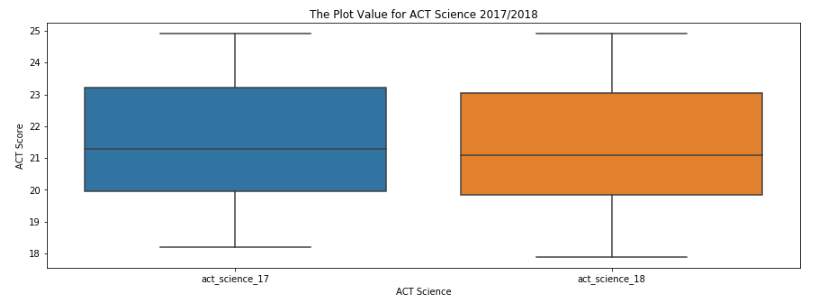 The Plot Value for ACT Science 2017/2018
25
24
23
22
21
20
19
18
ACT Score
act_science_17
act_science_18
ACT Science